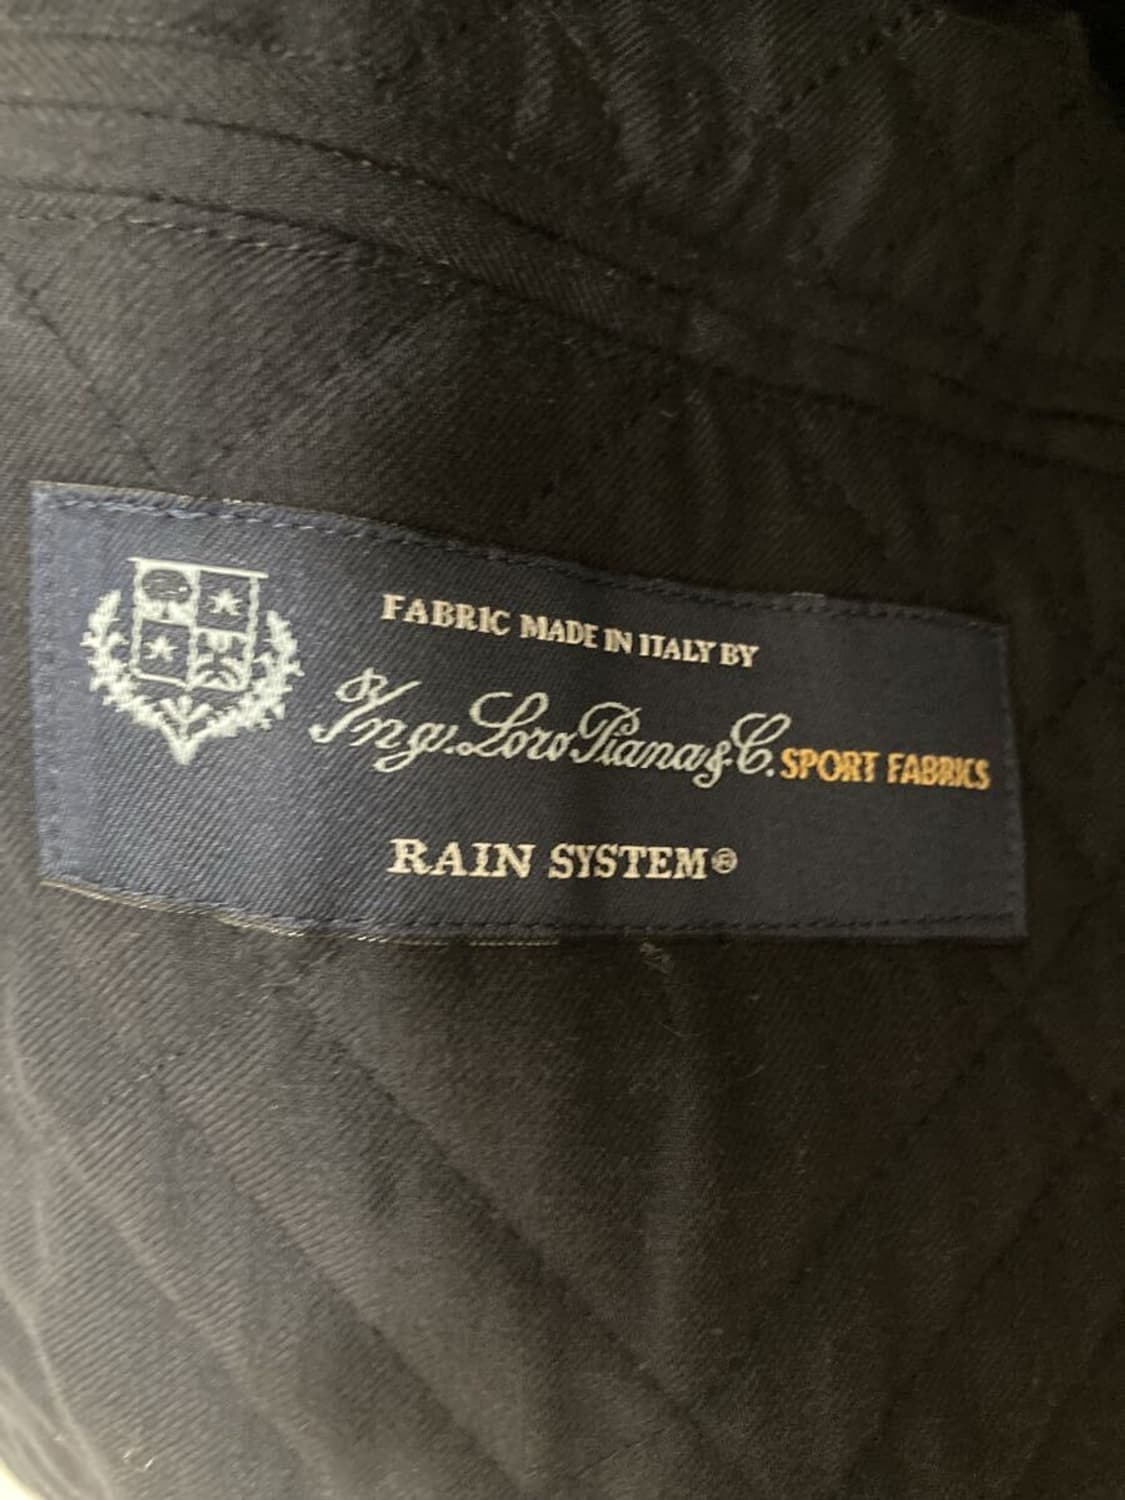 FABRIC MADE IN ITALY BY
Ing. Loro Piana & C. SPORT FABRICS
RAIN SYSTEM®